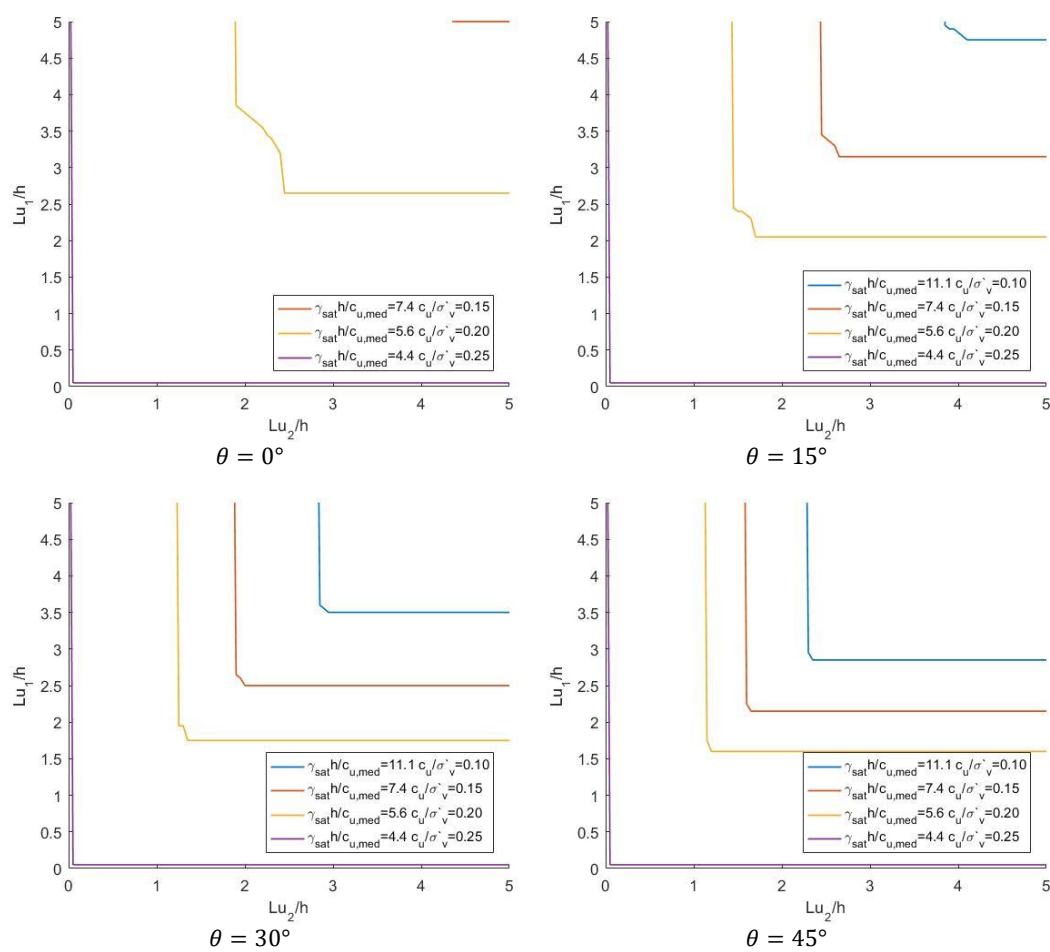 5
4.5
4
3.5
3
2.5
2
1.5
1
0.5
0
Lu1/h
γsath/cu,med=7.4 cu/σ`v=0.15
γsath/cu,med=5.6 cu/σ`v=0.20
γsath/cu,med=4.4 cu/σ`v=0.25
0 1 2 3 4 5
Lu2/h
θ = 0°
5
4.5
4
3.5
3
2.5
2
1.5
1
0.5
0
Lu1/h
γsath/cu,med=11.1 cu/σ`v=0.10
γsath/cu,med=7.4 cu/σ`v=0.15
γsath/cu,med=5.6 cu/σ`v=0.20
γsath/cu,med=4.4 cu/σ`v=0.25
0 1 2 3 4 5
Lu2/h
θ = 15°
5
4.5
4
3.5
3
2.5
2
1.5
1
0.5
0
Lu1/h
γsath/cu,med=11.1 cu/σ`v=0.10
γsath/cu,med=7.4 cu/σ`v=0.15
γsath/cu,med=5.6 cu/σ`v=0.20
γsath/cu,med=4.4 cu/σ`v=0.25
0 1 2 3 4 5
Lu2/h
θ = 30°
5
4.5
4
3.5
3
2.5
2
1.5
1
0.5
0
Lu1/h
γsath/cu,med=11.1 cu/σ`v=0.10
γsath/cu,med=7.4 cu/σ`v=0.15
γsath/cu,med=5.6 cu/σ`v=0.20
γsath/cu,med=4.4 cu/σ`v=0.25
0 1 2 3 4 5
Lu2/h
θ = 45°